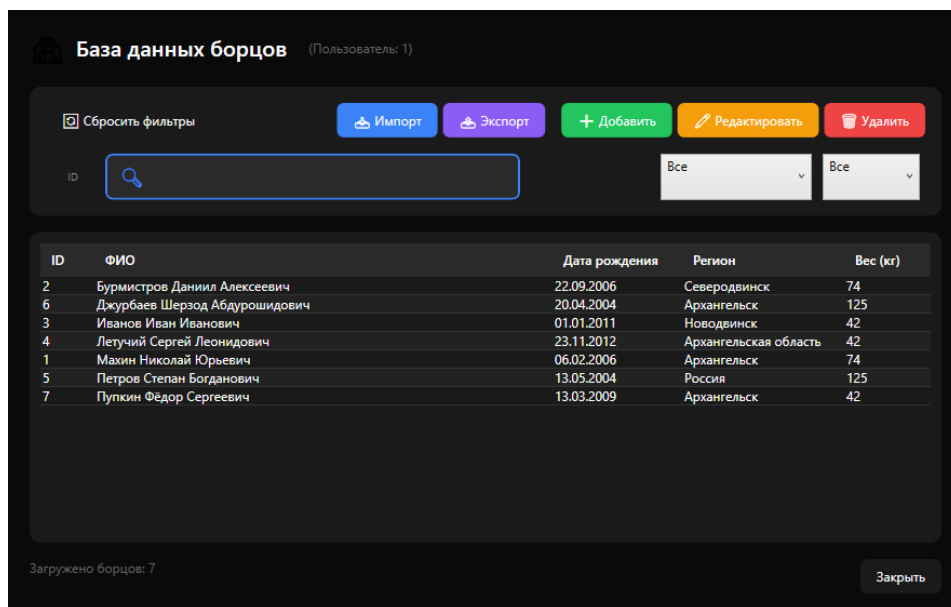 База данных борцов (Пользователь: 1)
Сбросить фильтры Импорт Экспорт + Добавить Редактировать Удалить
ID Все Все
ID ФИО Дата рождения Регион Вес (кг)
2 Бурмистров Даниил Алексеевич 22.09.2006 Северодвинск 74
6 Джурбаев Шерзод Абдурошидович 20.04.2004 Архангельск 125
3 Иванов Иван Иванович 01.01.2011 Новодвинск 42
4 Летучий Сергей Леонидович 23.11.2012 Архангельская область 42
1 Махин Николай Юрьевич 06.02.2006 Архангельск 74
5 Петров Степан Богданович 13.05.2004 Россия 125
7 Пупкин Фёдор Сергеевич 13.03.2009 Архангельск 42
Загружено борцов: 7
Закрыть